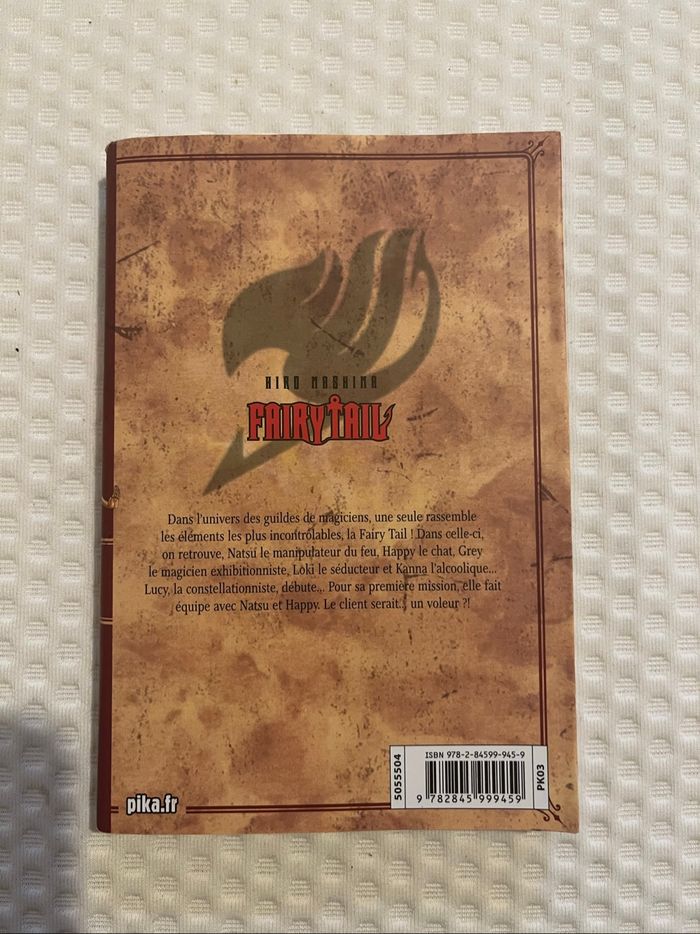 HIRO MASHIMA
FAIRY TAIL
Dans l'univers des guildes de magiciens, une seule rassemble
les éléments les plus incontrôlables, la Fairy Tail ! Dans celle-ci,
on retrouve, Natsu le manipulateur du feu, Happy le chat, Grey
le magicien exhibitionniste, Loki le séducteur et Kanna l'alcoolique...
Lucy, la constellationniste, débute... Pour sa première mission, elle fait
équipe avec Natsu et Happy. Le client serait... un voleur ?!
pika.fr
5055504
ISBN 978-2-84599-945-9
9 782845 999459
PK03